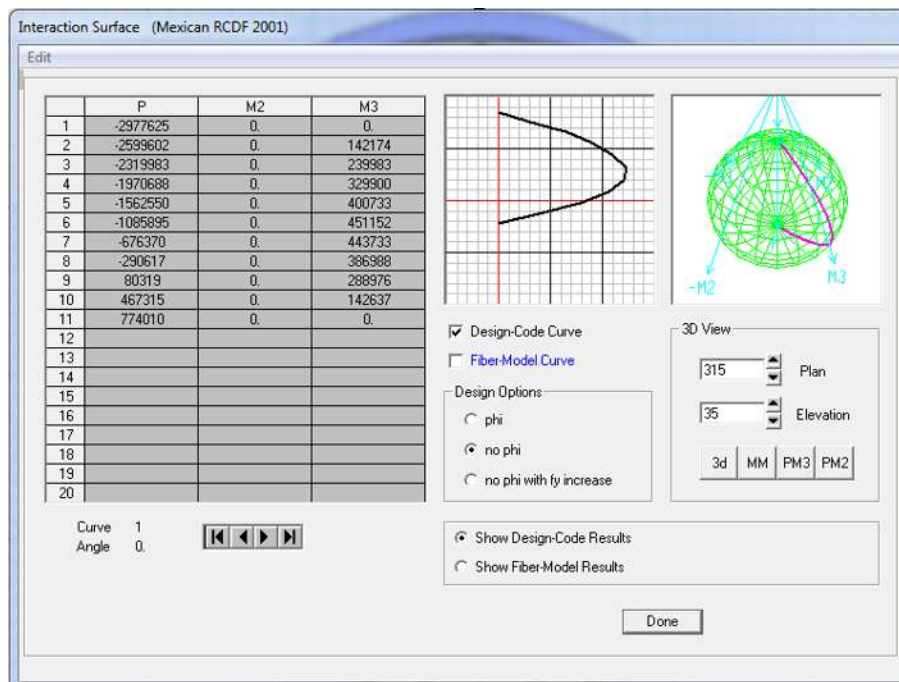 Interaction Surface (Mexican RCDF 2001)
Edit
P M2 M3
1 -2977625 0. 0.
2 -2599602 0. 142174
3 -2319983 0. 239983
4 -1970688 0. 329900
5 -1562550 0. 400733
6 -1085895 0. 451152
7 -676370 0. 443733
8 -290617 0. 386988
9 80319 0. 288976
10 467315 0. 142637
11 774010 0. 0.
12
13
14
15
16
17
18
19
20
Curve 1
Angle 0.
-M2
M3
Design-Code Curve
Fiber-Model Curve
Design Options
phi
no phi
no phi with fy increase
3D View
315 Plan
35 Elevation
3d MM PM3 PM2
Show Design-Code Results
Show Fiber-Model Results
Done